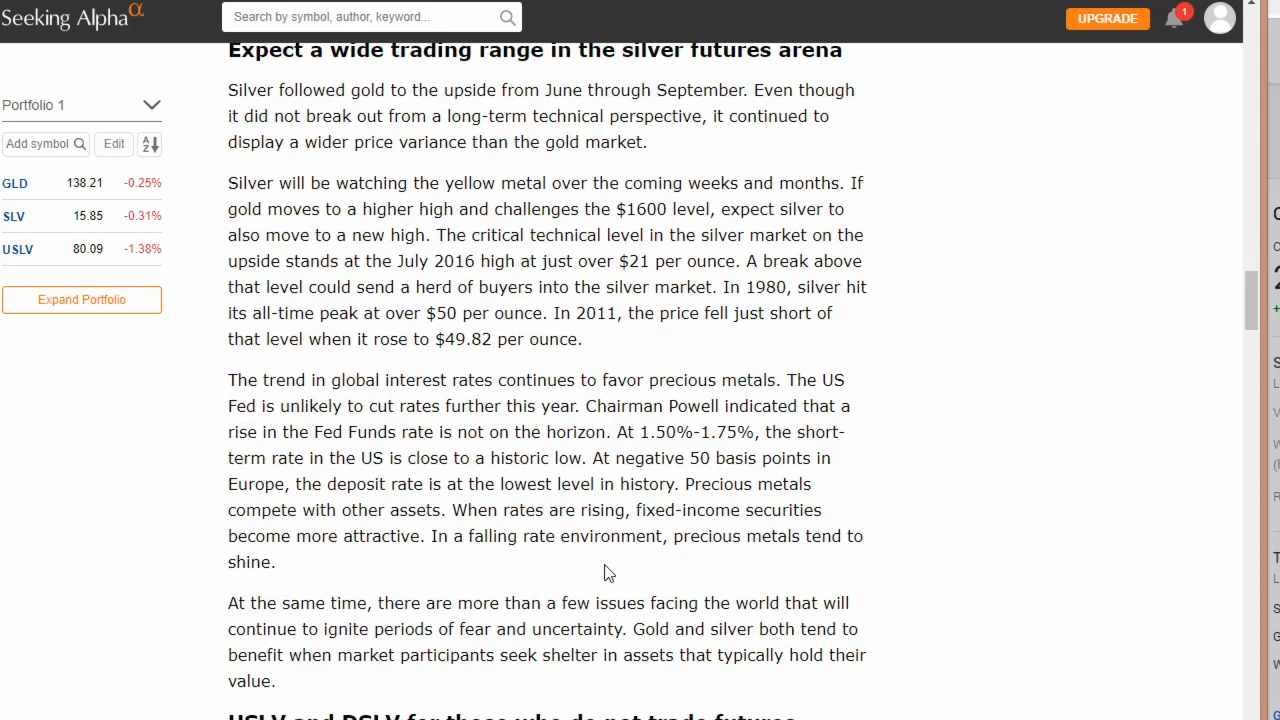 Seeking Alphaα
Search by symbol, author, keyword...
UPGRADE
1
Expect a wide trading range in the silver futures arena
Portfolio 1
Add symbol
Edit
A
Z
GLD 138.21 -0.25%
SLV 15.85 -0.31%
USLV 80.09 -1.38%
Expand Portfolio
Silver followed gold to the upside from June through September. Even though
it did not break out from a long-term technical perspective, it continued to
display a wider price variance than the gold market.
Silver will be watching the yellow metal over the coming weeks and months. If
gold moves to a higher high and challenges the $1600 level, expect silver to
also move to a new high. The critical technical level in the silver market on the
upside stands at the July 2016 high at just over $21 per ounce. A break above
that level could send a herd of buyers into the silver market. In 1980, silver hit
its all-time peak at over $50 per ounce. In 2011, the price fell just short of
that level when it rose to $49.82 per ounce.
The trend in global interest rates continues to favor precious metals. The US
Fed is unlikely to cut rates further this year. Chairman Powell indicated that a
rise in the Fed Funds rate is not on the horizon. At 1.50%-1.75%, the short-
term rate in the US is close to a historic low. At negative 50 basis points in
Europe, the deposit rate is at the lowest level in history. Precious metals
compete with other assets. When rates are rising, fixed-income securities
become more attractive. In a falling rate environment, precious metals tend to
shine.
At the same time, there are more than a few issues facing the world that will
continue to ignite periods of fear and uncertainty. Gold and silver both tend to
benefit when market participants seek shelter in assets that typically hold their
value.
USLV and DSLV for those who do not trade futures